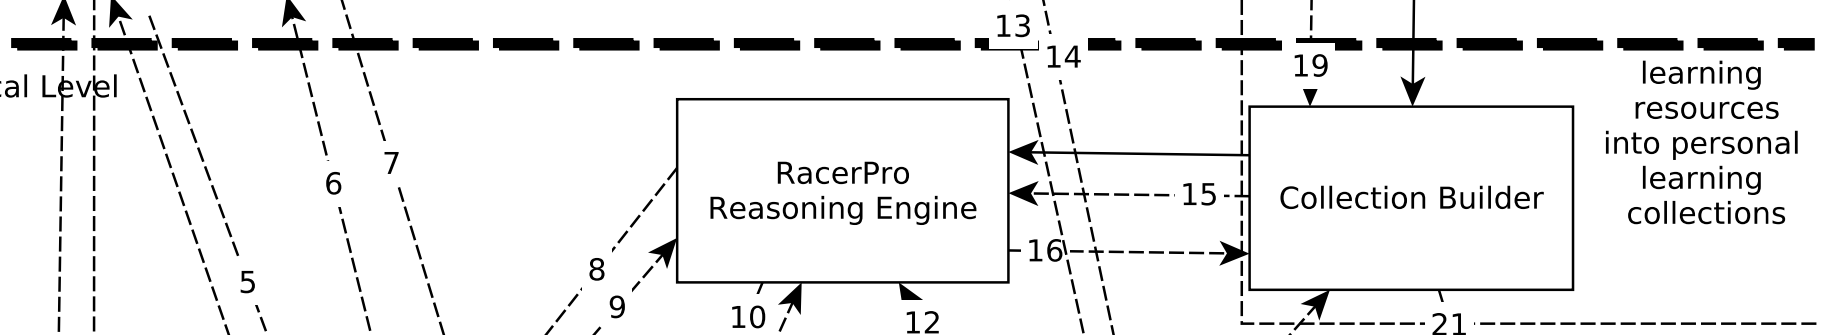 13
14
19
learning
resources
into personal
learning
collections
Level
7
6
RacerPro
Reasoning Engine
15
Collection Builder
16
5
8
9
10
12
21